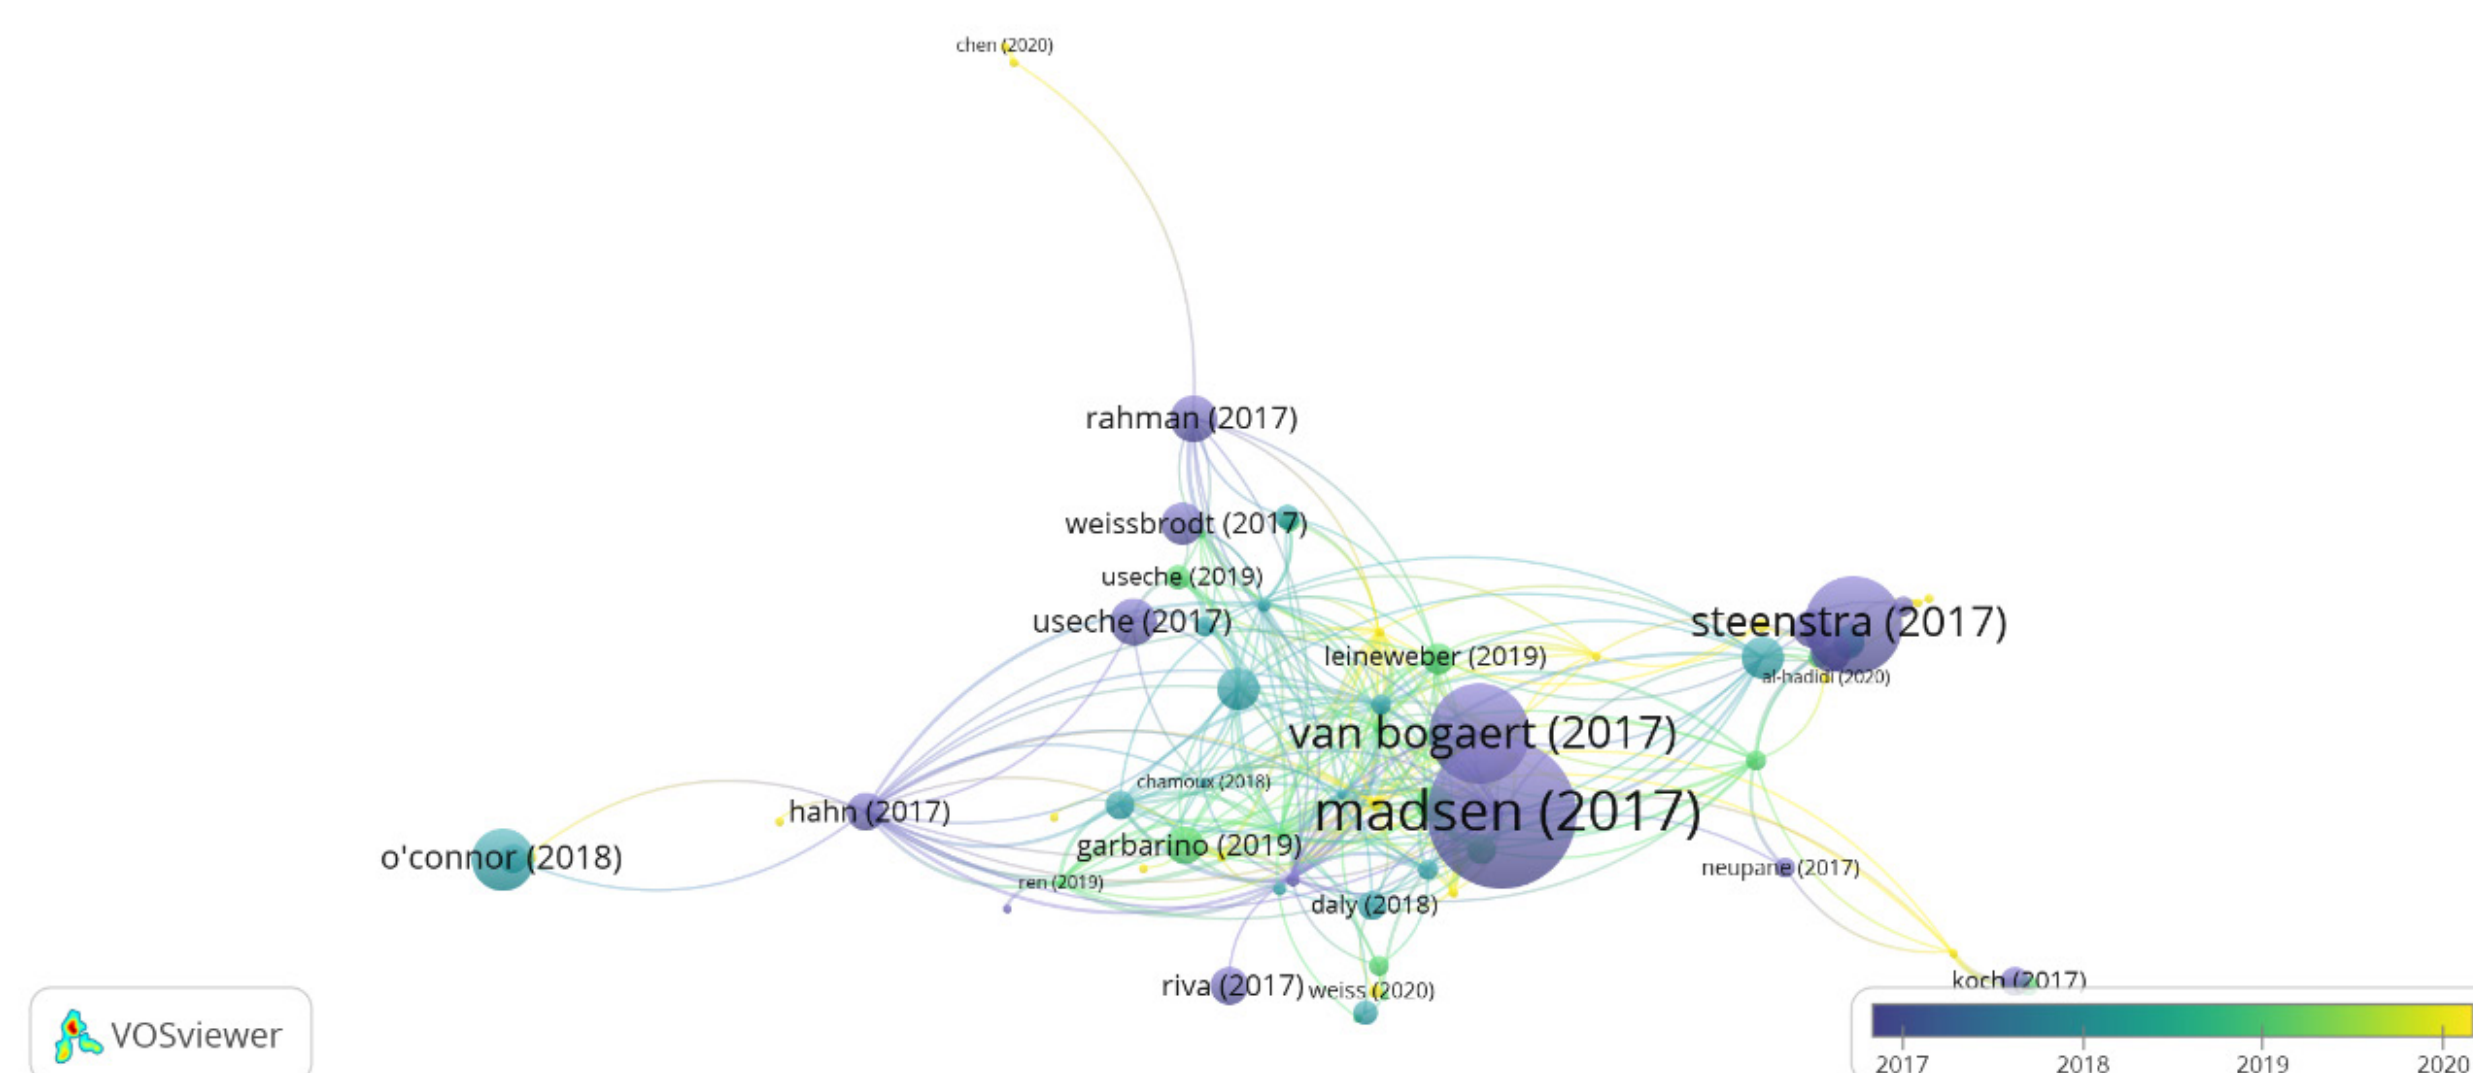 chen (2020)
rahman (2017)
weissbrodt (2017)
useche (2019)
useche (2017)
steenstra (2017)
leineweber (2019)
al-hadidi (2020)
van bogaert (2017)
chamoux (2018)
madsen (2017)
hahn (2017)
garbarino (2019)
o'connor (2018)
neupane (2017)
ren (2019)
daly (2018)
koch (2017)
riva (2017)
weiss (2020)
VOSviewer
2017 2018 2019 2020